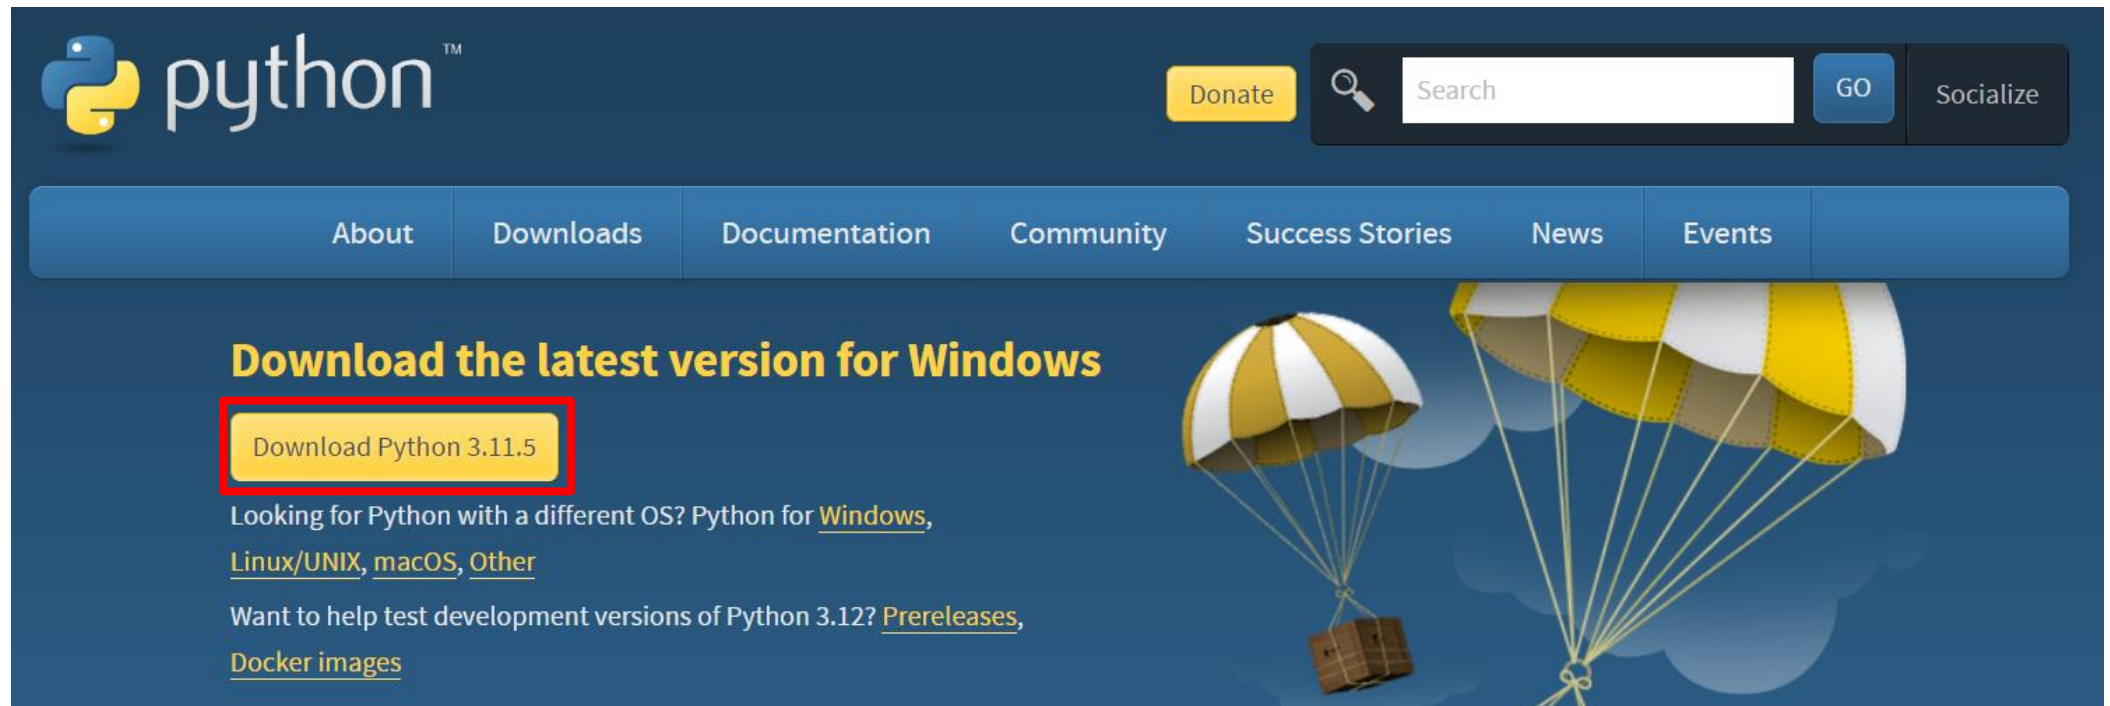 python™
Donate
Search
GO
Socialize
About Downloads Documentation Community Success Stories News Events
Download the latest version for Windows
Download Python 3.11.5
Looking for Python with a different OS? Python for Windows,
Linux/UNIX, macOS, Other
Want to help test development versions of Python 3.12? Prereleases,
Docker images